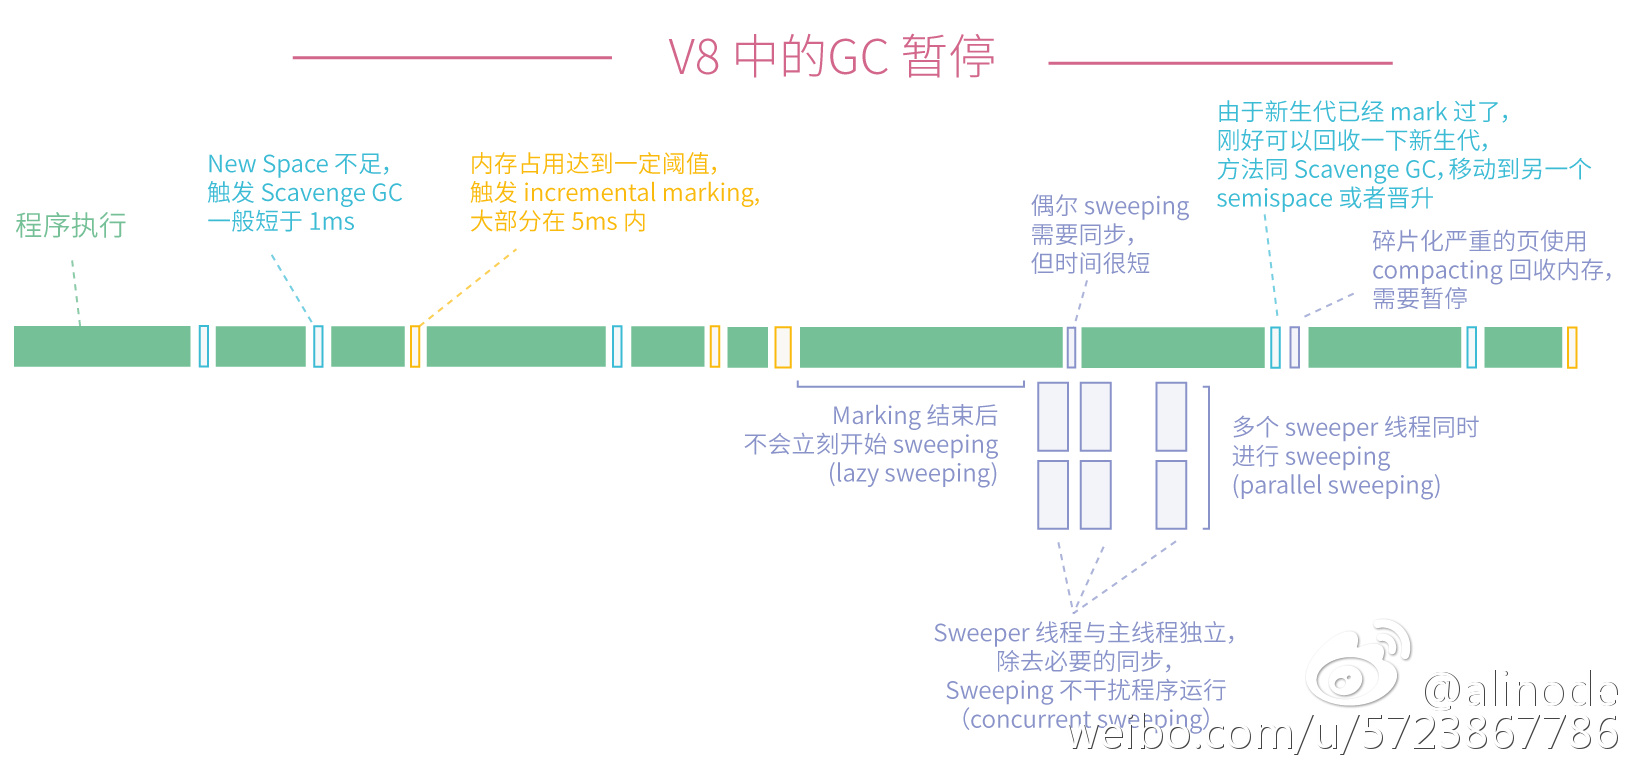 V8 中的GC 暂停
程序执行
New Space 不足，
触发 Scavenge GC
一般短于 1ms
内存占用达到一定阈值，
触发 incremental marking,
大部分在 5ms 内
偶尔 sweeping
需要同步，
但时间很短
由于新生代已经 mark 过了，
刚好可以回收一下新生代，
方法同 Scavenge GC，移动到另一个
semispace 或者晋升
碎片化严重的页使用
compacting 回收内存，
需要暂停
Marking 结束后
不会立刻开始 sweeping
(lazy sweeping)
多个 sweeper 线程同时
进行 sweeping
(parallel sweeping)
Sweeper 线程与主线程独立，
除去必要的同步，
Sweeping 不干扰程序运行
（concurrent sweeping）
@alinode
weibo.com/u/5723867786